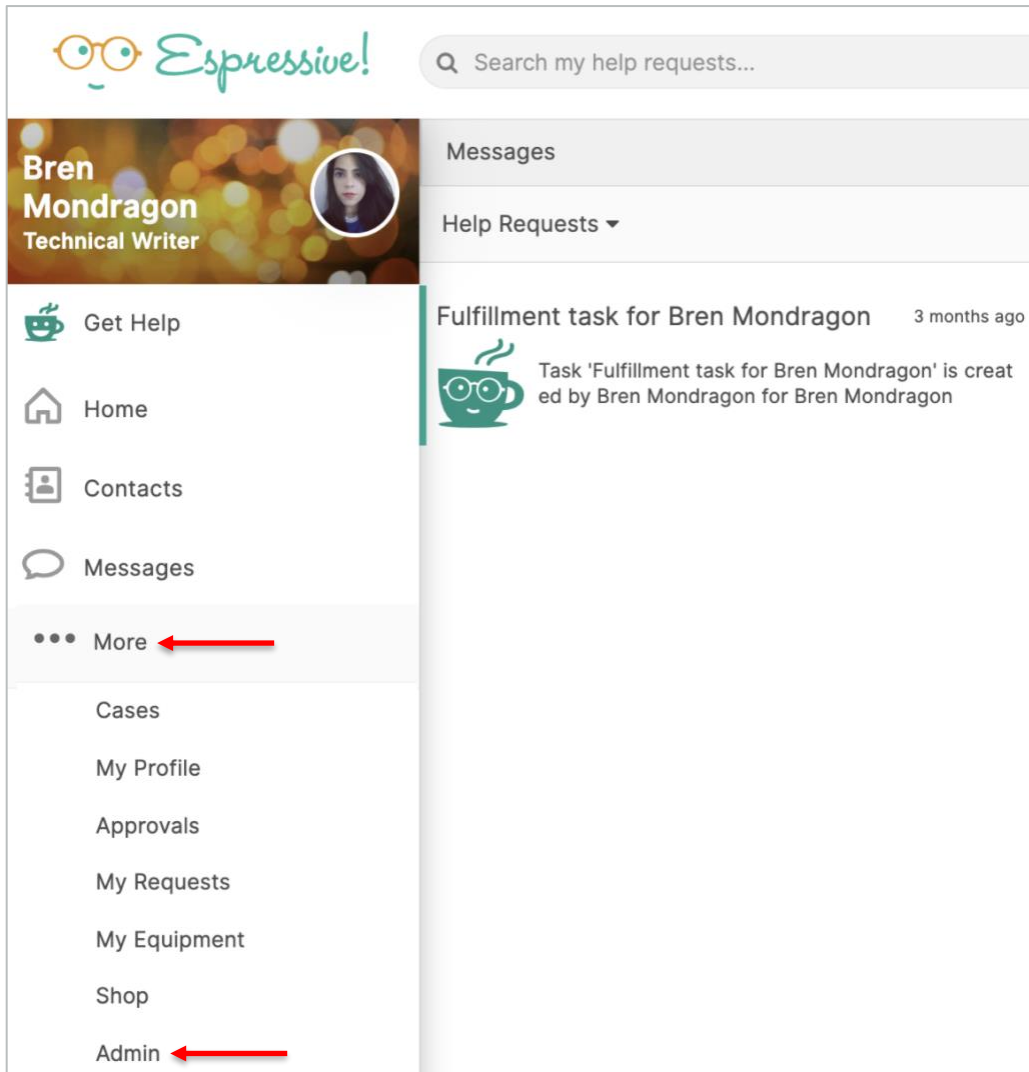 Espressive!
Search my help requests...
Bren
Mondragon
Technical Writer
Get Help
Home
Contacts
Messages
More
Cases
My Profile
Approvals
My Requests
My Equipment
Shop
Admin
Messages
Help Requests
Fulfillment task for Bren Mondragon 3 months ago
Task 'Fulfillment task for Bren Mondragon' is creat
ed by Bren Mondragon for Bren Mondragon